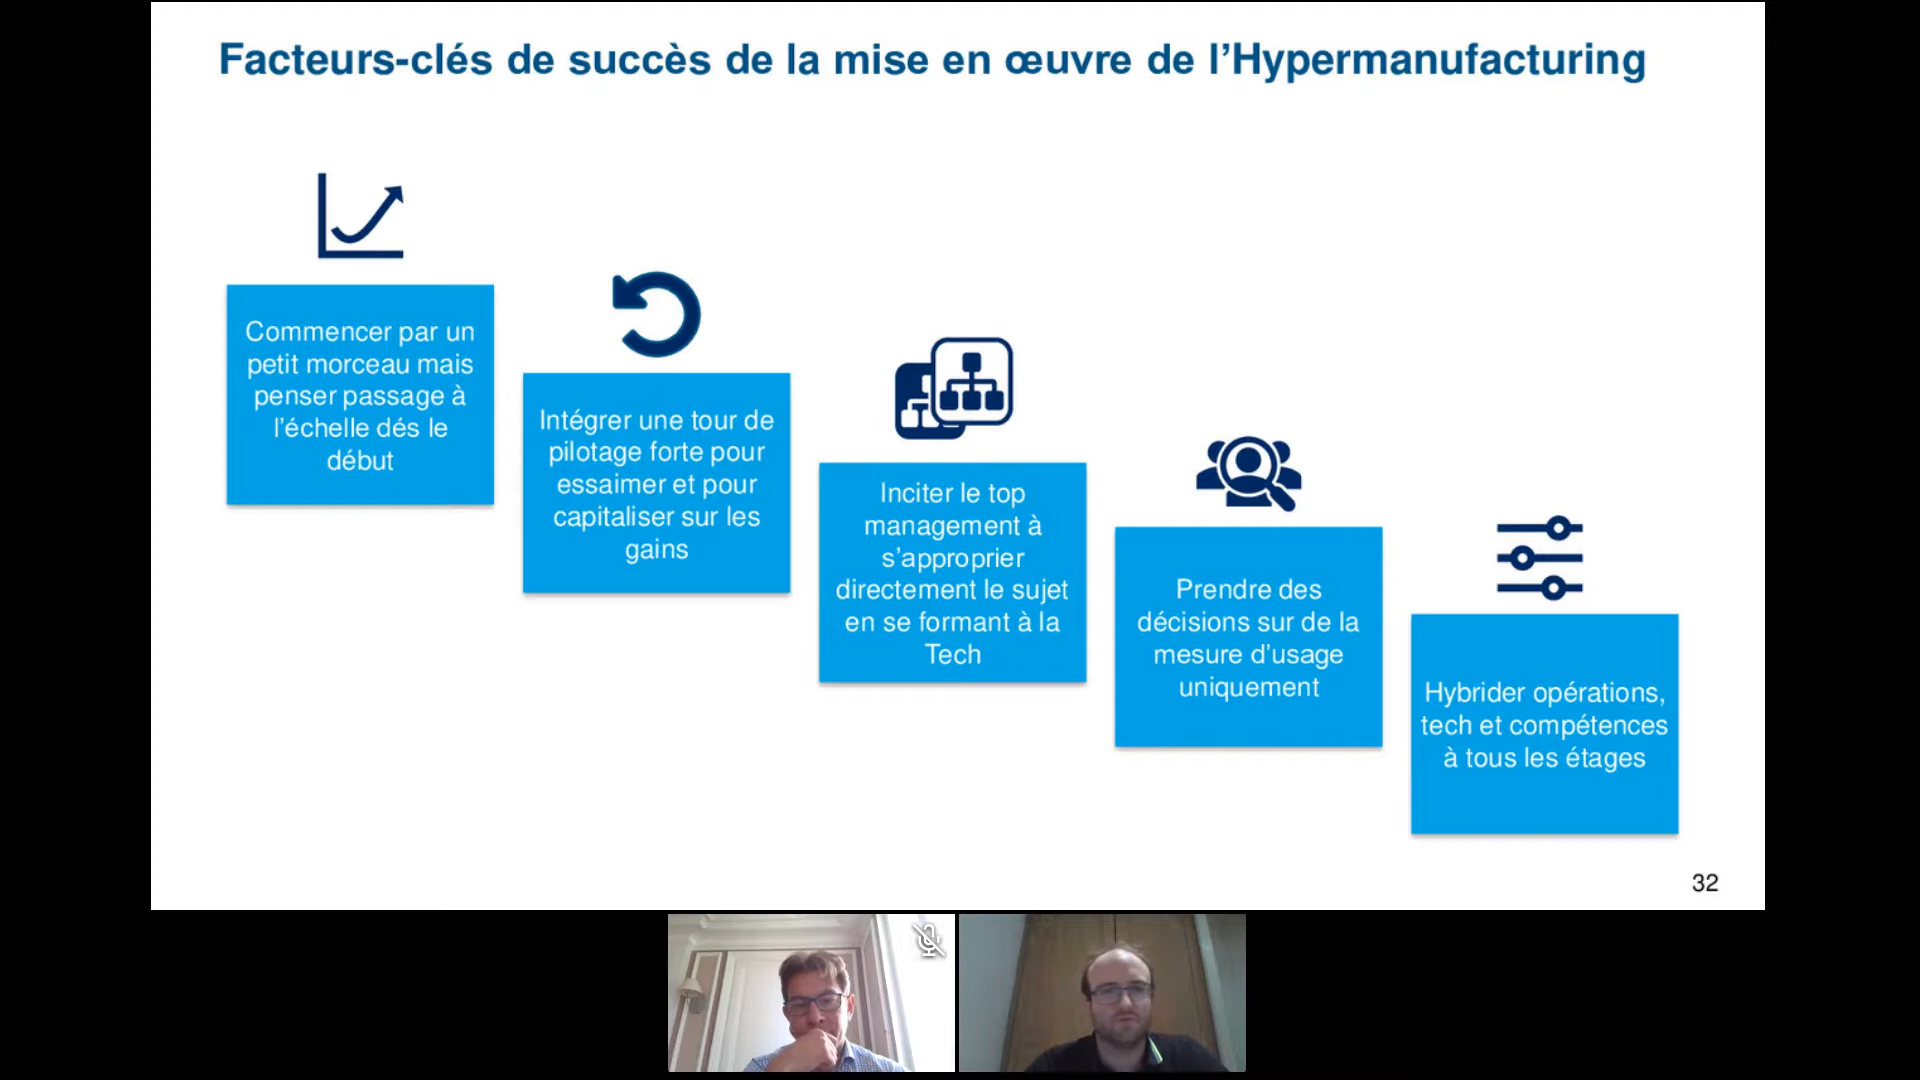 Facteurs-clés de succès de la mise en œuvre de l’Hypermanufacturing
Commencer par un
petit morceau mais
penser passage à
l’échelle dés le
début
Intégrer une tour de
pilotage forte pour
essaimer et pour
capitaliser sur les
gains
Inciter le top
management à
s’approprier
directement le sujet
en se formant à la
Tech
Prendre des
décisions sur de la
mesure d’usage
uniquement
Hybrider opérations,
tech et compétences
à tous les étages
32